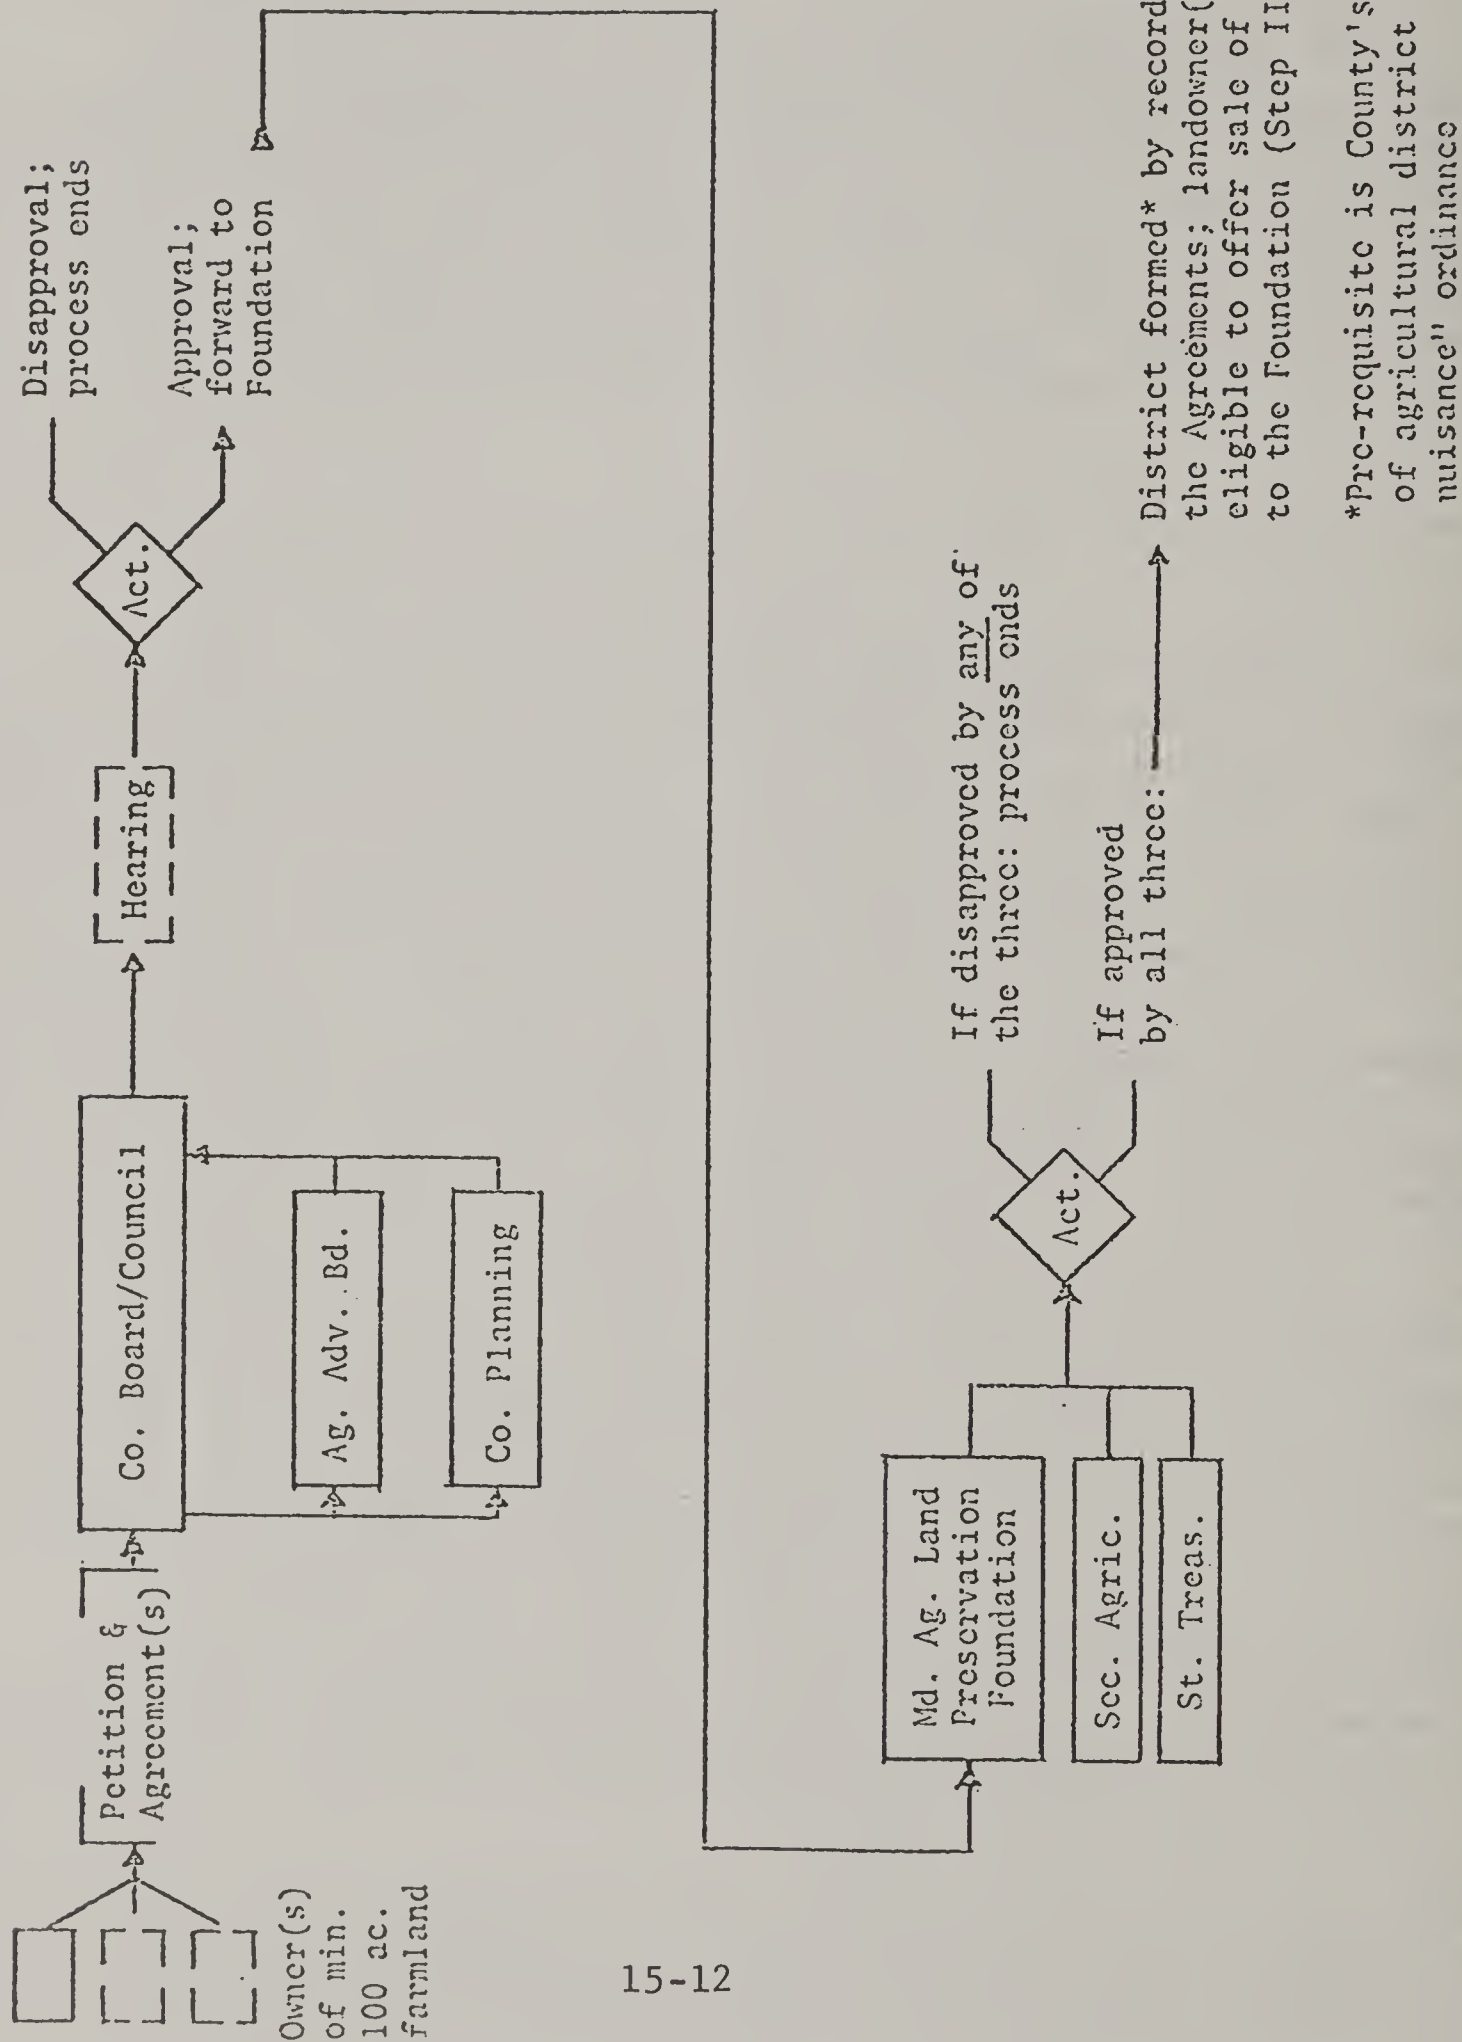 Owner(s)
of min.
100 ac.
farmland
Petition &
Agreement(s)
Co. Board/Council
Ag. Adv. Bd.
Co. Planning
Hearing
Act.
Disapproval;
process ends
Approval;
forward to
Foundation
Md. Ag. Land
Preservation
Foundation
Sec. Agric.
St. Treas.
Act.
If disapproved by any of
the three: process ends
If approved
by all three:
District formed* by record
the Agreements; landowner(
eligible to offer sale of
to the Foundation (Step II
*Pre-requisite is County's
of agricultural district
nuisance" ordinance
15-12